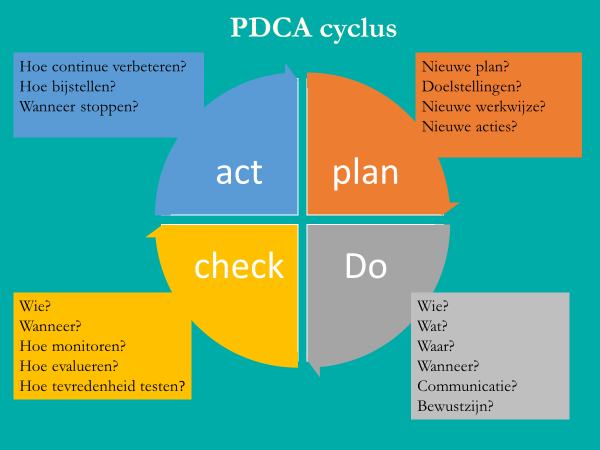 PDCA cyclus
Hoe continue verbeteren?
Hoe bijstellen?
Wanneer stoppen?
Nieuwe plan?
Doelstellingen?
Nieuwe werkwijze?
Nieuwe acties?
act
plan
check
Do
Wie?
Wanneer?
Hoe monitoren?
Hoe evalueren?
Hoe tevredenheid testen?
Wie?
Wat?
Waar?
Wanneer?
Communicatie?
Bewustzijn?